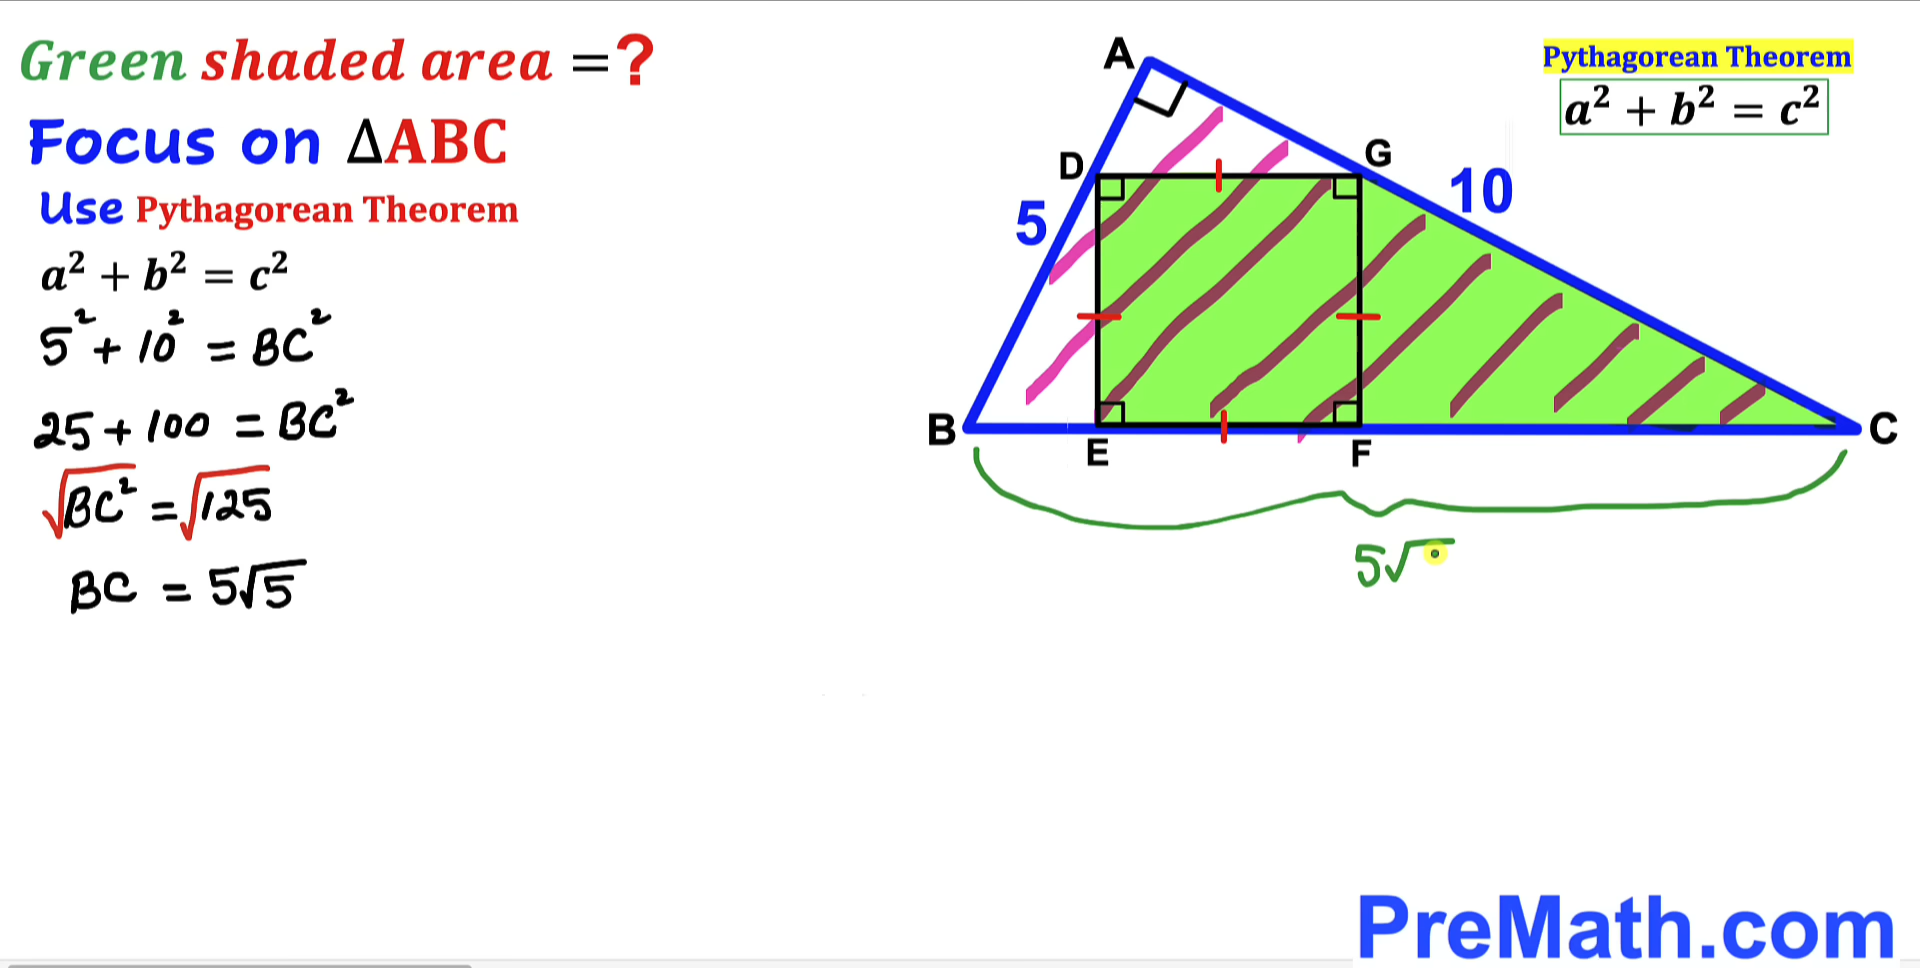 Green shaded area = ?
Focus on ΔABC
Use Pythagorean Theorem
a² + b² = c²
5² + 10² = BC²
25 + 100 = BC²
√BC² = √125
BC = 5√5
A
D
G
5
10
B
E
F
C
5√
Pythagorean Theorem
a² + b² = c²
PreMath.com